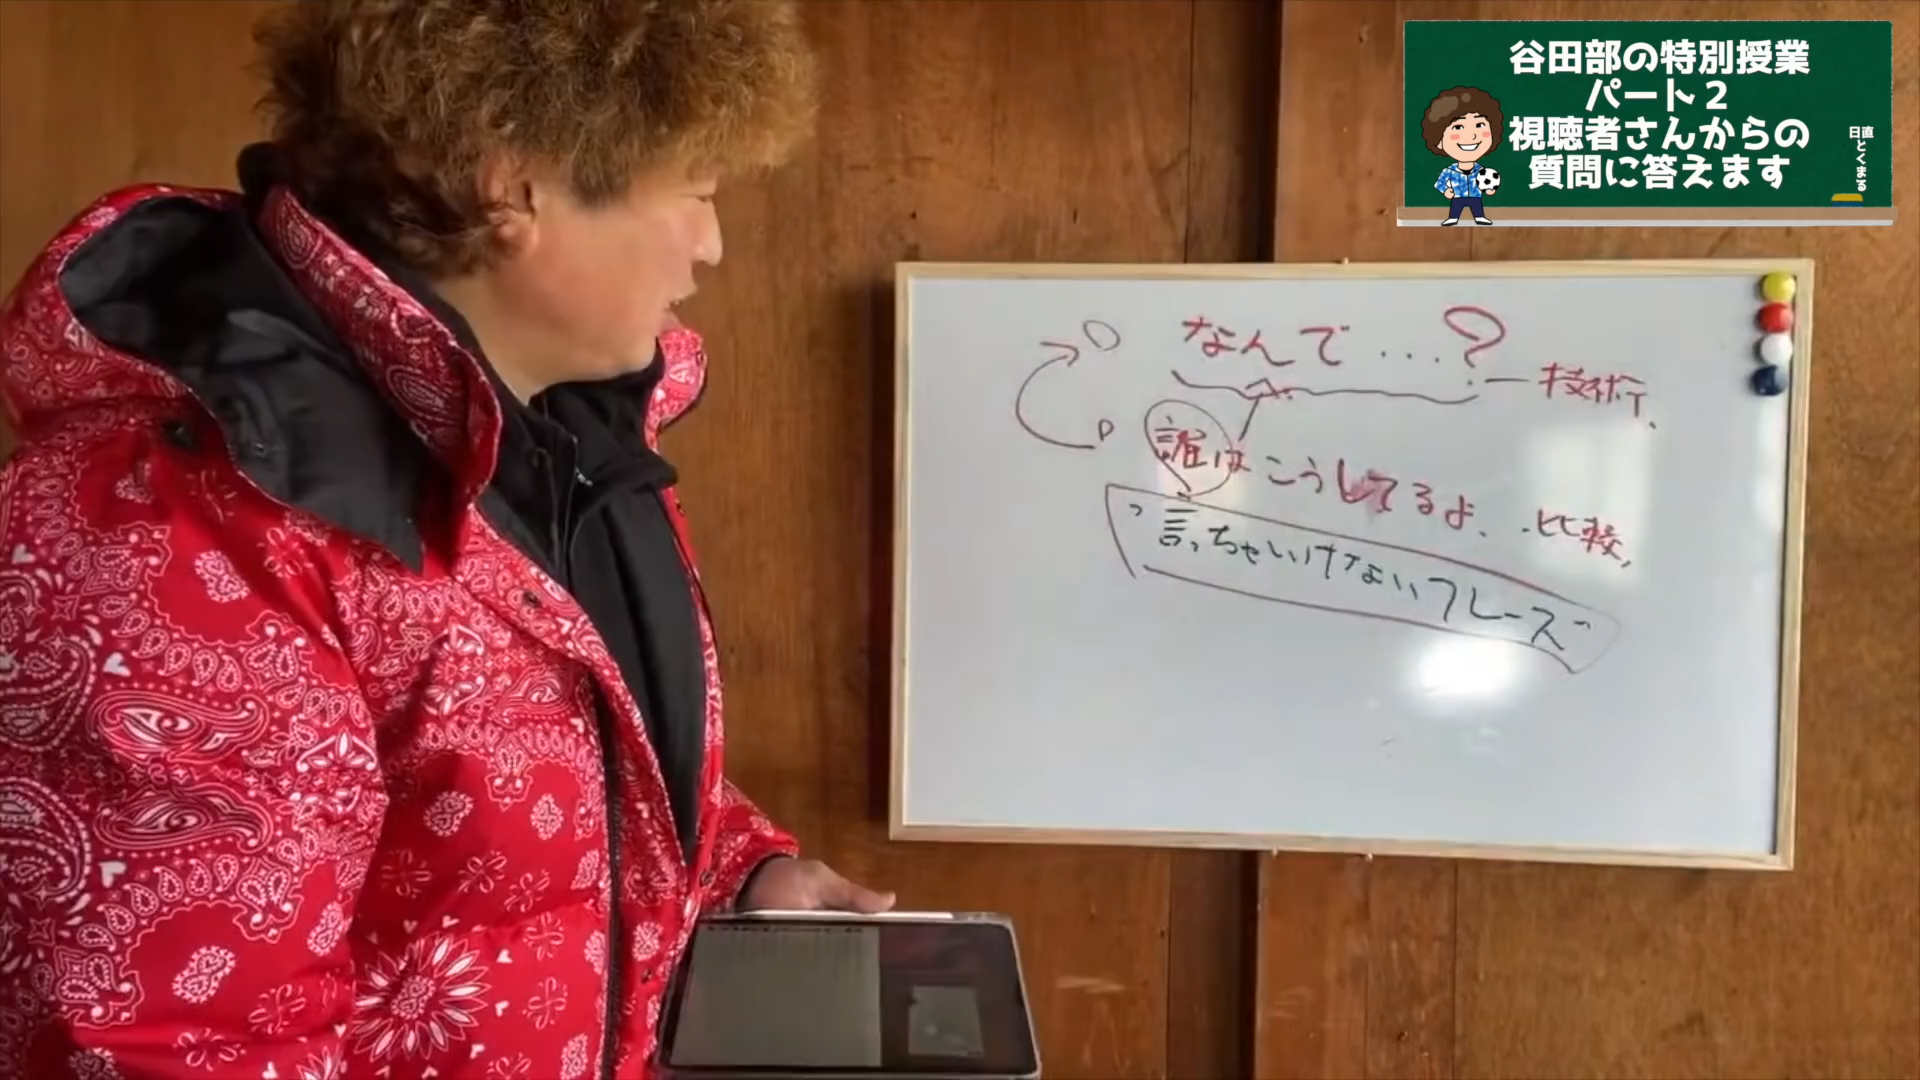 谷田部の特別授業
パート2
視聴者さんからの
質問に答えます
日直
とくまる
なんで...?
技術、
誰はこうしてるよ、..比較、
"言っちゃいけないフレーズ"